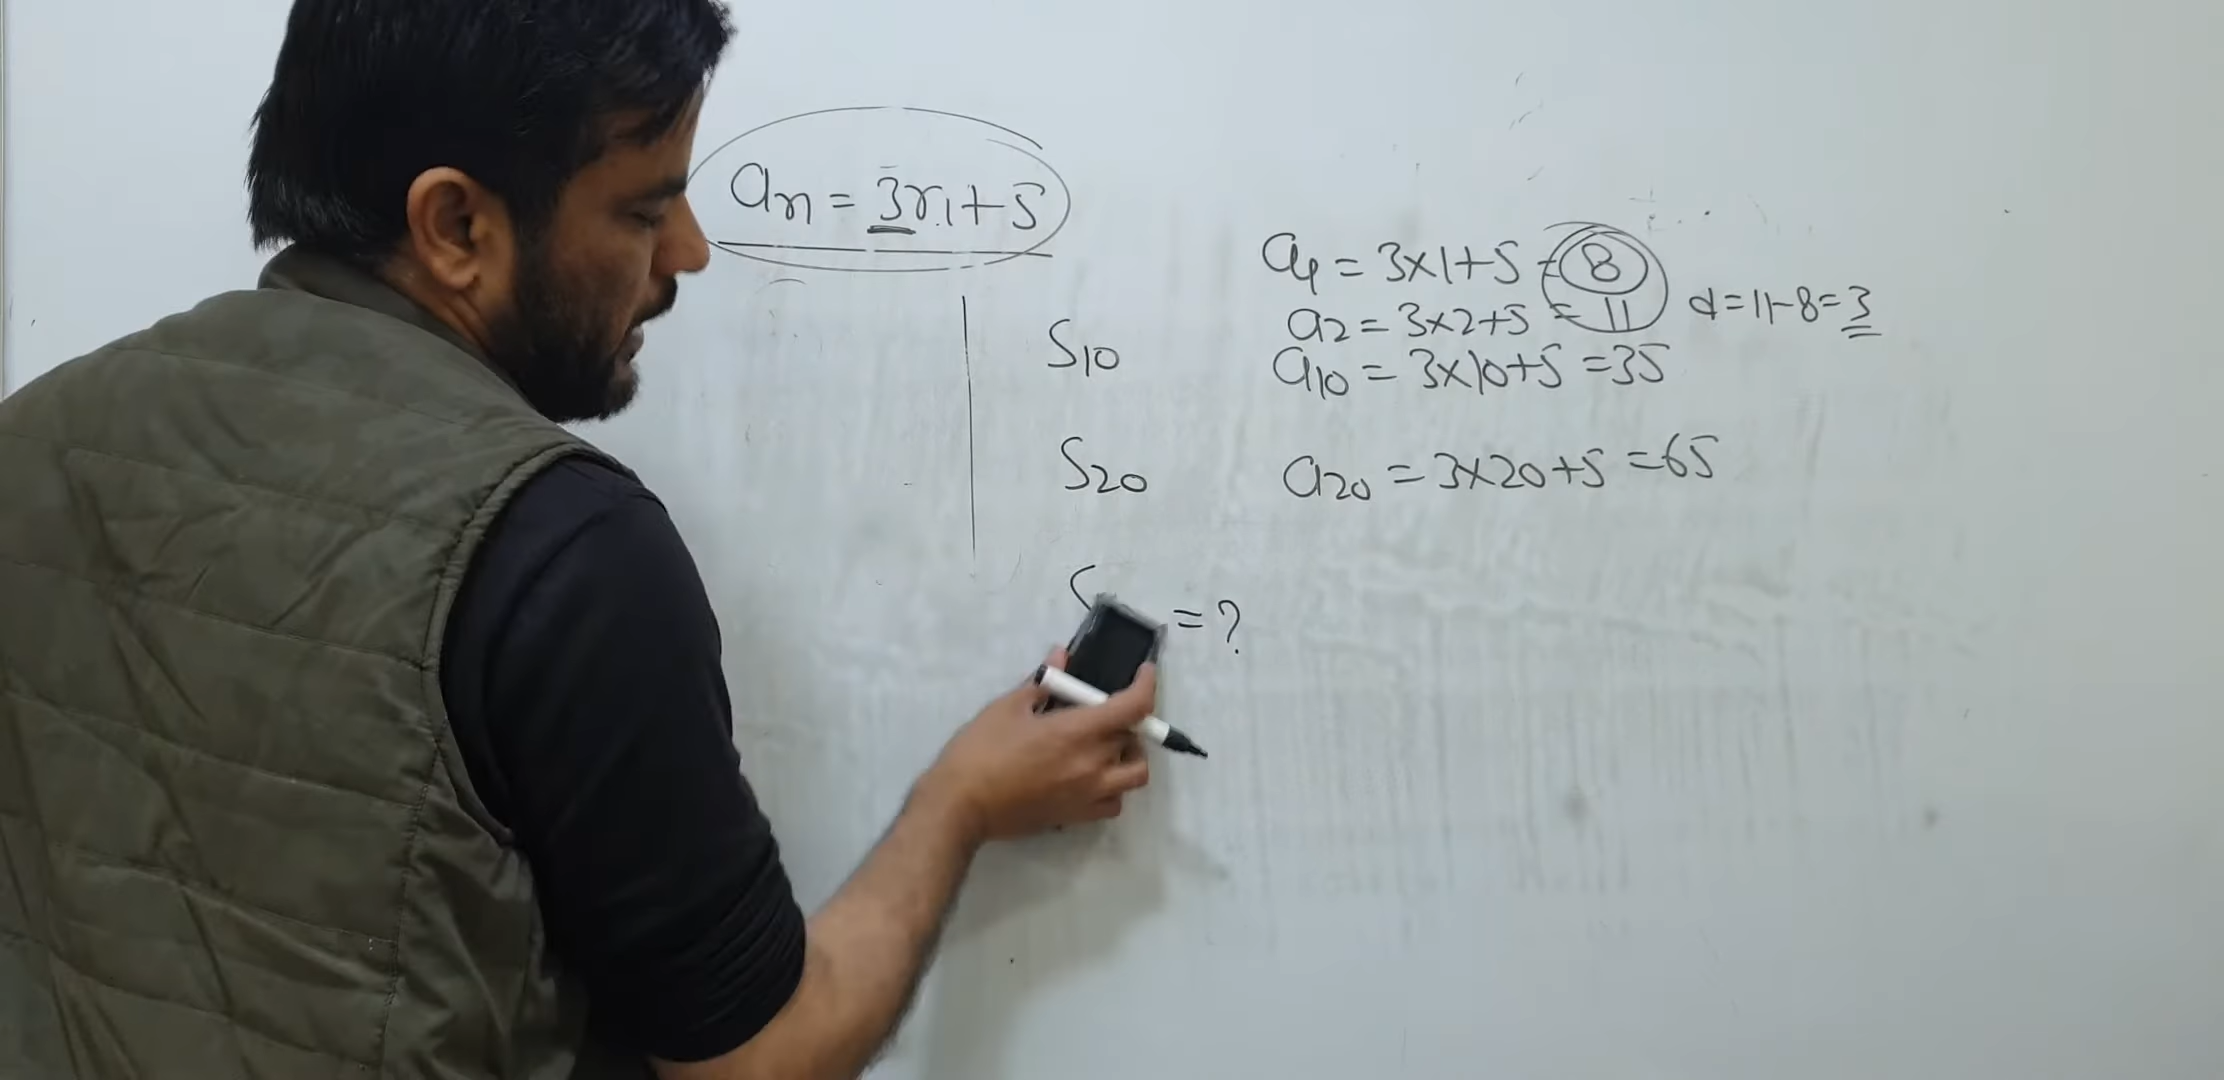 an = 3n+5
a1 = 3×1+5 = 8
a2 = 3×2+5 = 11
d = 11-8 = 3
S10
a10 = 3×10+5 = 35
S20
a20 = 3×20+5 = 65
S = ?